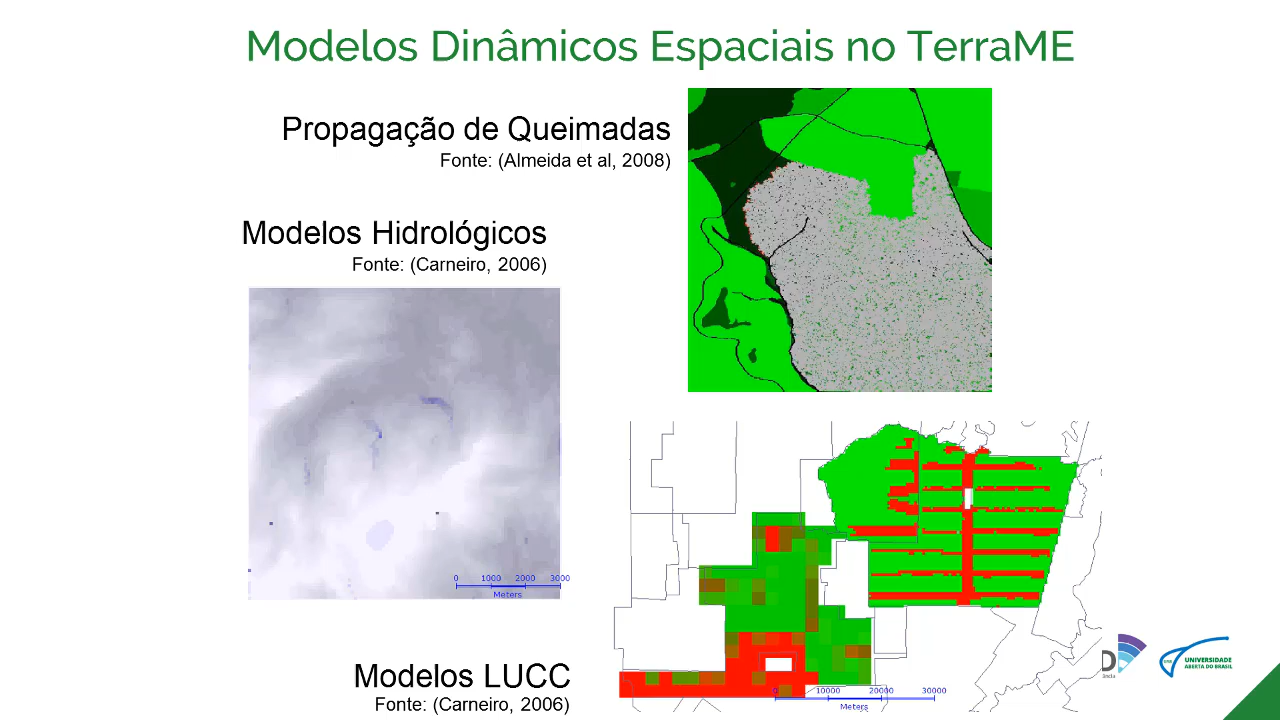 Modelos Dinâmicos Espaciais no TerraME
Propagação de Queimadas
Fonte: (Almeida et al, 2008)
Modelos Hidrológicos
Fonte: (Carneiro, 2006)
0 1000 2000 3000
Meters
Modelos LUCC
Fonte: (Carneiro, 2006)
0 10000 20000 30000
Meters
UNIVERSIDADE
ABERTA DO BRASIL